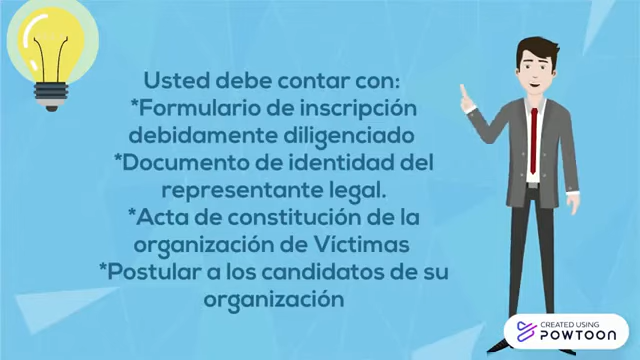 Usted debe contar con:
*Formulario de inscripción
debidamente diligenciado
*Documento de identidad del
representante legal.
*Acta de constitución de la
organización de Víctimas
*Postular a los candidatos de su
organización
CREATED USING
POWTOON